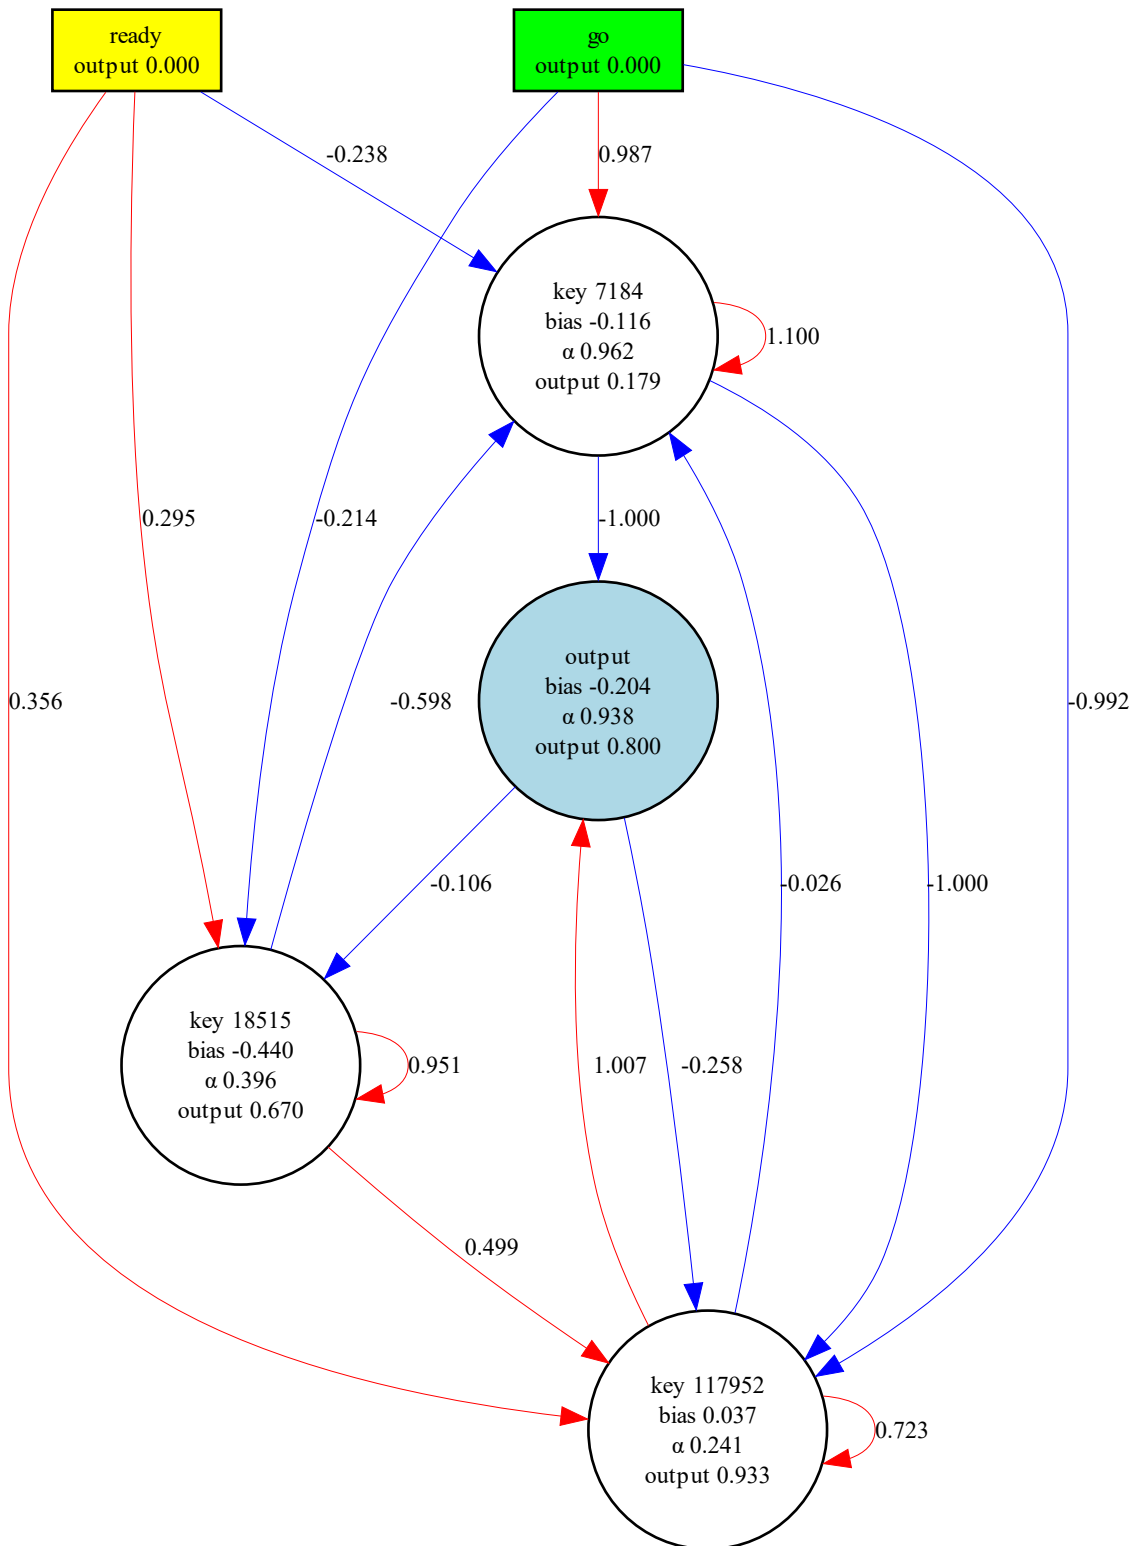 ready
output 0.000
go
output 0.000
-0.238
0.987
key 7184
bias -0.116
α 0.962
output 0.179
1.100
0.295
-0.214
-1.000
output
bias -0.204
α 0.938
output 0.800
0.356
-0.598
-0.992
-0.106
-0.026
-1.000
key 18515
bias -0.440
α 0.396
output 0.670
0.951
1.007
-0.258
0.499
key 117952
bias 0.037
α 0.241
output 0.933
0.723